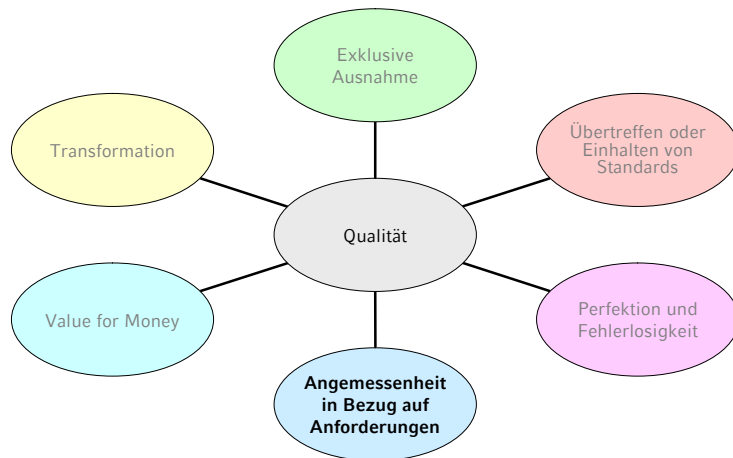 Exklusive
Ausnahme
Transformation
Übertreffen oder
Einhalten von
Standards
Qualität
Value for Money
Perfektion und
Fehlerlosigkeit
Angemessenheit
in Bezug auf
Anforderungen